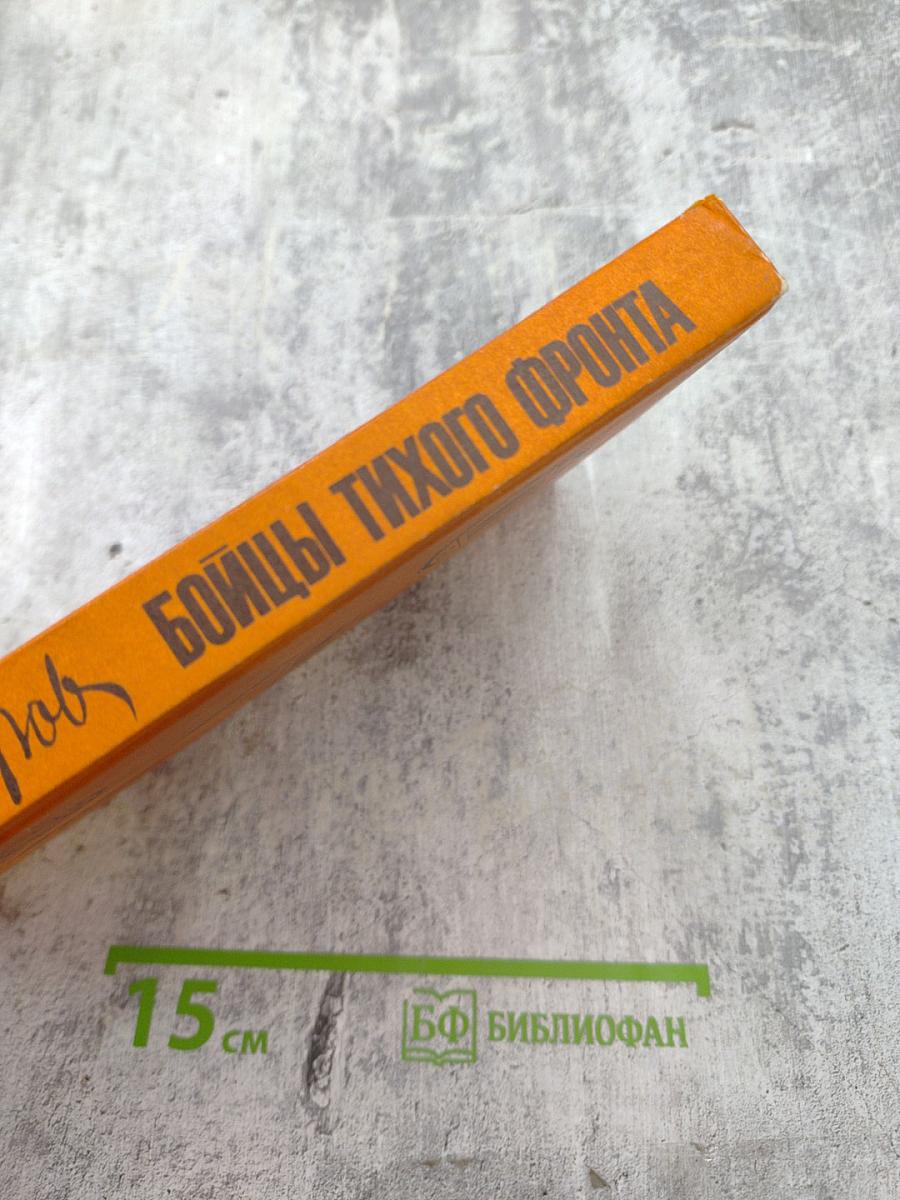 БОЙЦЫ ТИХОГО ФРОНТА
15 см
БФ БИБЛИОФАН